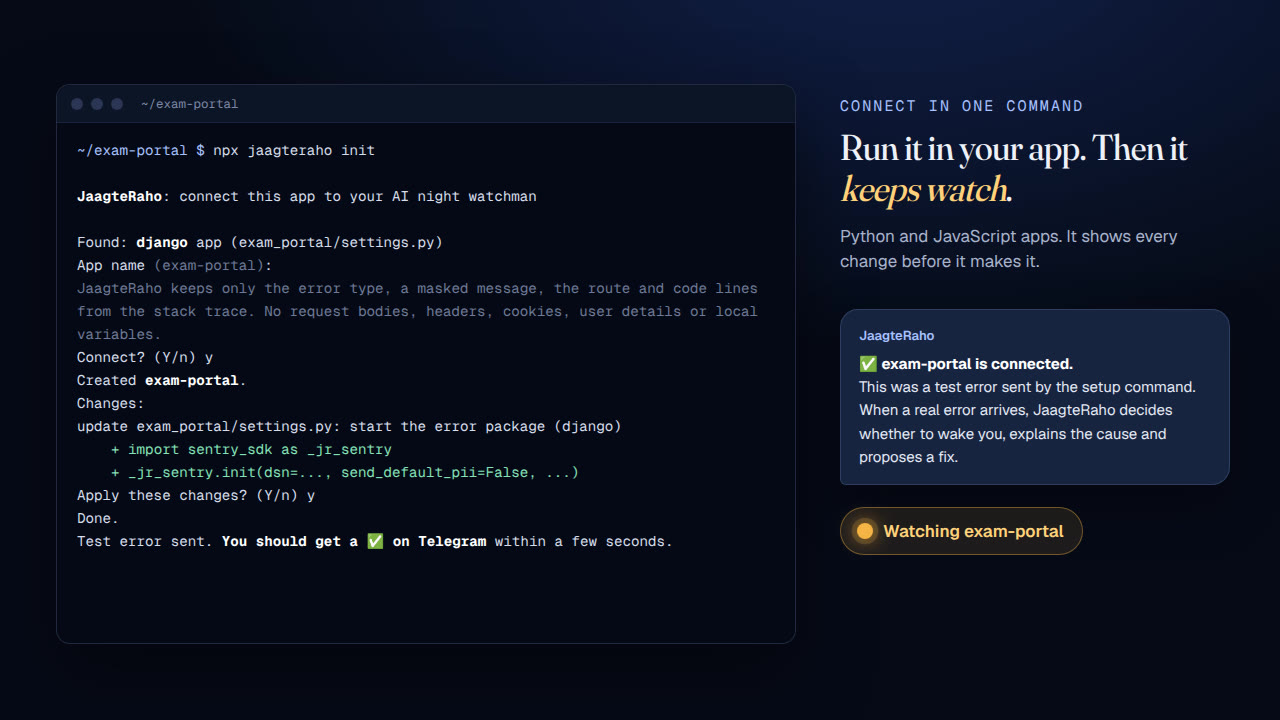 ~/exam-portal
~/exam-portal $ npx jaagteraho init
JaagteRaho: connect this app to your AI night watchman
Found: django app (exam_portal/settings.py)
App name (exam-portal):
JaagteRaho keeps only the error type, a masked message, the route and code lines
from the stack trace. No request bodies, headers, cookies, user details or local
variables.
Connect? (Y/n) y
Created exam-portal.
Changes:
update exam_portal/settings.py: start the error package (django)
+ import sentry_sdk as _jr_sentry
+ _jr_sentry.init(dsn=..., send_default_pii=False, ...)
Apply these changes? (Y/n) y
Done.
Test error sent. You should get a ✅ on Telegram within a few seconds.
CONNECT IN ONE COMMAND
Run it in your app. Then it
keeps watch.
Python and JavaScript apps. It shows every
change before it makes it.
JaagteRaho
✅ exam-portal is connected.
This was a test error sent by the setup command.
When a real error arrives, JaagteRaho decides
whether to wake you, explains the cause and
proposes a fix.
Watching exam-portal